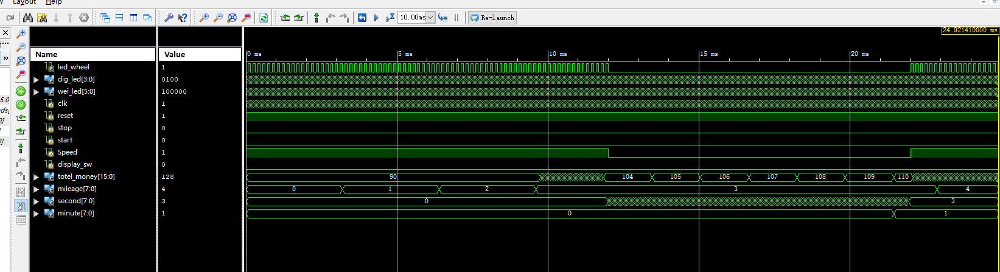 Layout Help
10.00ms Re-launch
24.921410000 ms
Name Value
0 ms 5 ms 10 ms 15 ms 20 ms
led_wheel 1
dig_led[3:0] 0100
wei_led[5:0] 100000
clk 1
reset 1
stop 0
start 0
Speed 1
display_sw 0
totel_money[15:0] 128 90 104 105 106 107 108 109 110
mileage[7:0] 4 0 1 2 3 4
second[7:0] 3 0 3
minute[7:0] 1 0 1
5:0
nds[
0]
0]